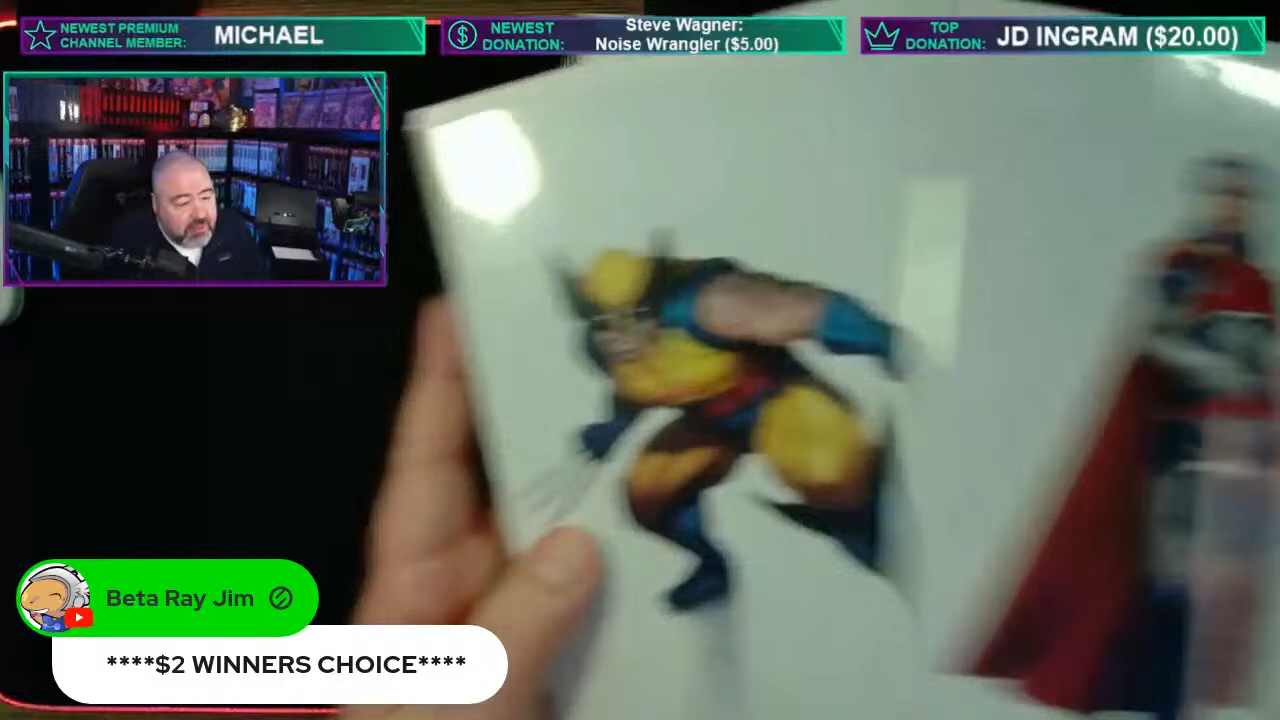 NEWEST PREMIUM
CHANNEL MEMBER:
MICHAEL
NEWEST
DONATION:
Steve Wagner:
Noise Wrangler ($5.00)
TOP
DONATION:
JD INGRAM ($20.00)
Beta Ray Jim
****$2 WINNERS CHOICE****